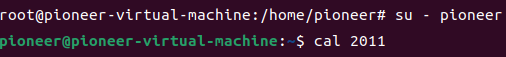 root@pioneer-virtual-machine:/home/pioneer# su - pioneer
pioneer@pioneer-virtual-machine:~$ cal 2011